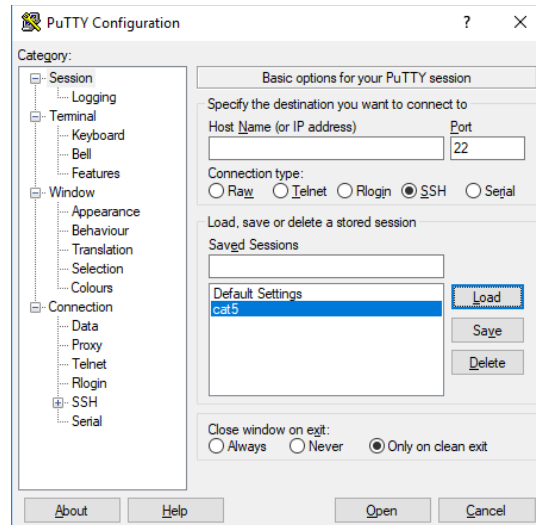 PuTTY Configuration
?
Category:
Session
Logging
Terminal
Keyboard
Bell
Features
Window
Appearance
Behaviour
Translation
Selection
Colours
Connection
Data
Proxy
Telnet
Rlogin
SSH
Serial
Basic options for your PuTTY session
Specify the destination you want to connect to
Host Name (or IP address) Port
22
Connection type:
Raw Telnet Rlogin SSH Serial
Load, save or delete a stored session
Saved Sessions
Default Settings
cat5
Load
Save
Delete
Close window on exit:
Always Never Only on clean exit
About Help Open Cancel